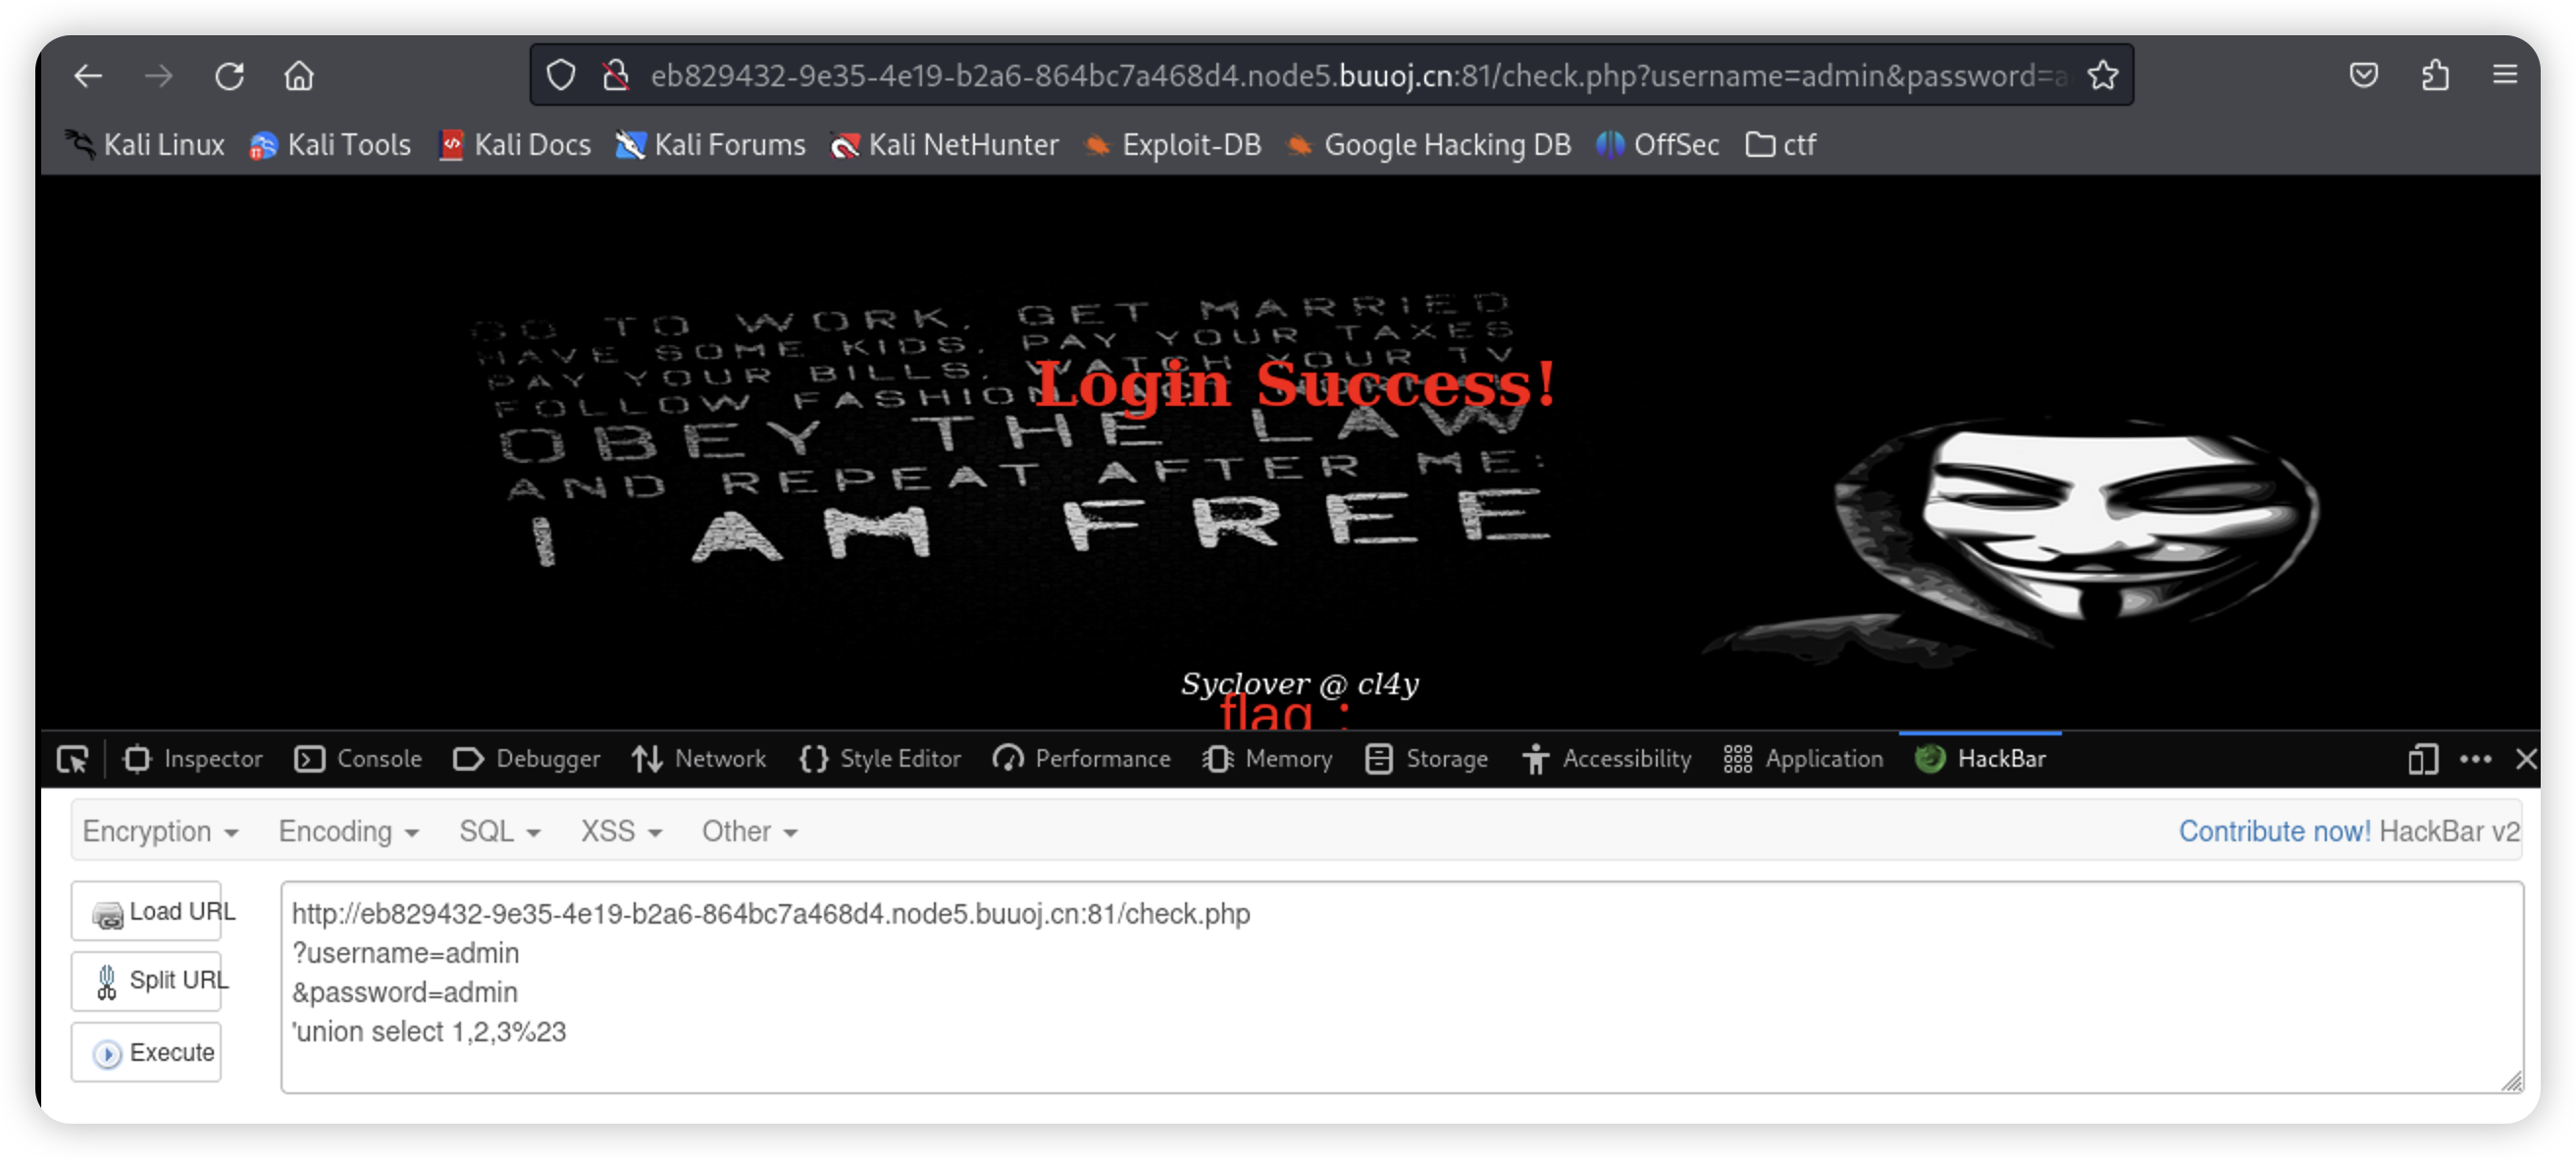 eb829432-9e35-4e19-b2a6-864bc7a468d4.node5.buuoj.cn:81/check.php?username=admin&password=a
Kali Linux Kali Tools Kali Docs Kali Forums Kali NetHunter Exploit-DB Google Hacking DB OffSec ctf
GO TO WORK, GET MARRIED
HAVE SOME KIDS, PAY YOUR TAXES
PAY YOUR BILLS, WATCH YOUR TV
Login Success!
FOLLOW FASHION
OBEY THE LAW
AND REPEAT AFTER ME:
I AM FREE
Syclover @ cl4y
flag :
Inspector Console Debugger Network Style Editor Performance Memory Storage Accessibility Application HackBar
Encryption Encoding SQL XSS Other Contribute now! HackBar v2
Load URL
Split URL
Execute
http://eb829432-9e35-4e19-b2a6-864bc7a468d4.node5.buuoj.cn:81/check.php
?username=admin
&password=admin
'union select 1,2,3%23